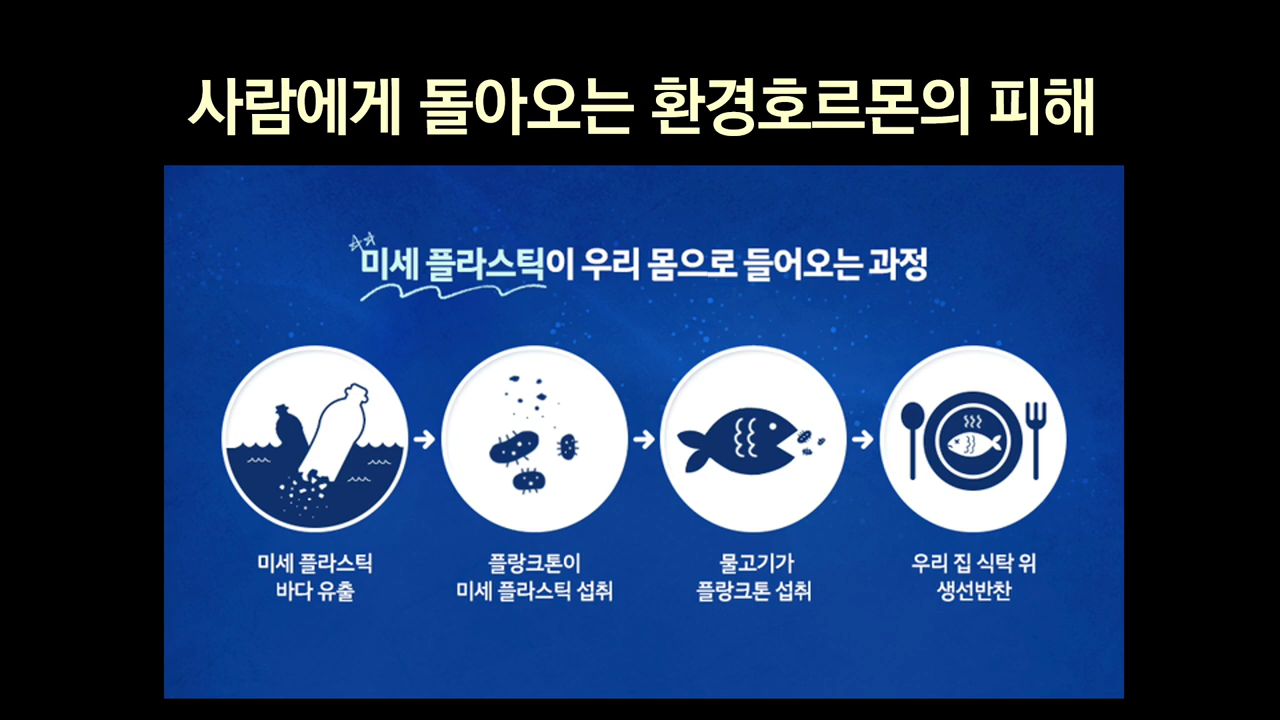 사람에게 돌아오는 환경호르몬의 피해
미세 플라스틱이 우리 몸으로 들어오는 과정
미세 플라스틱
바다 유출
플랑크톤이
미세 플라스틱 섭취
물고기가
플랑크톤 섭취
우리 집 식탁 위
생선반찬